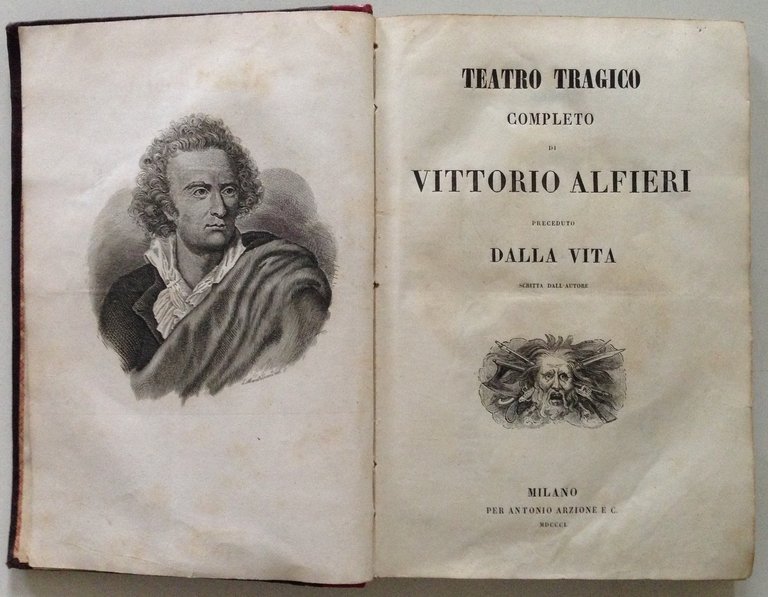 TEATRO TRAGICO
COMPLETO
DI
VITTORIO ALFIERI
PRECEDUTO
DALLA VITA
SCRITTA DALL'AUTORE
MILANO
PER ANTONIO ARZIONE E C.
MDCCCL